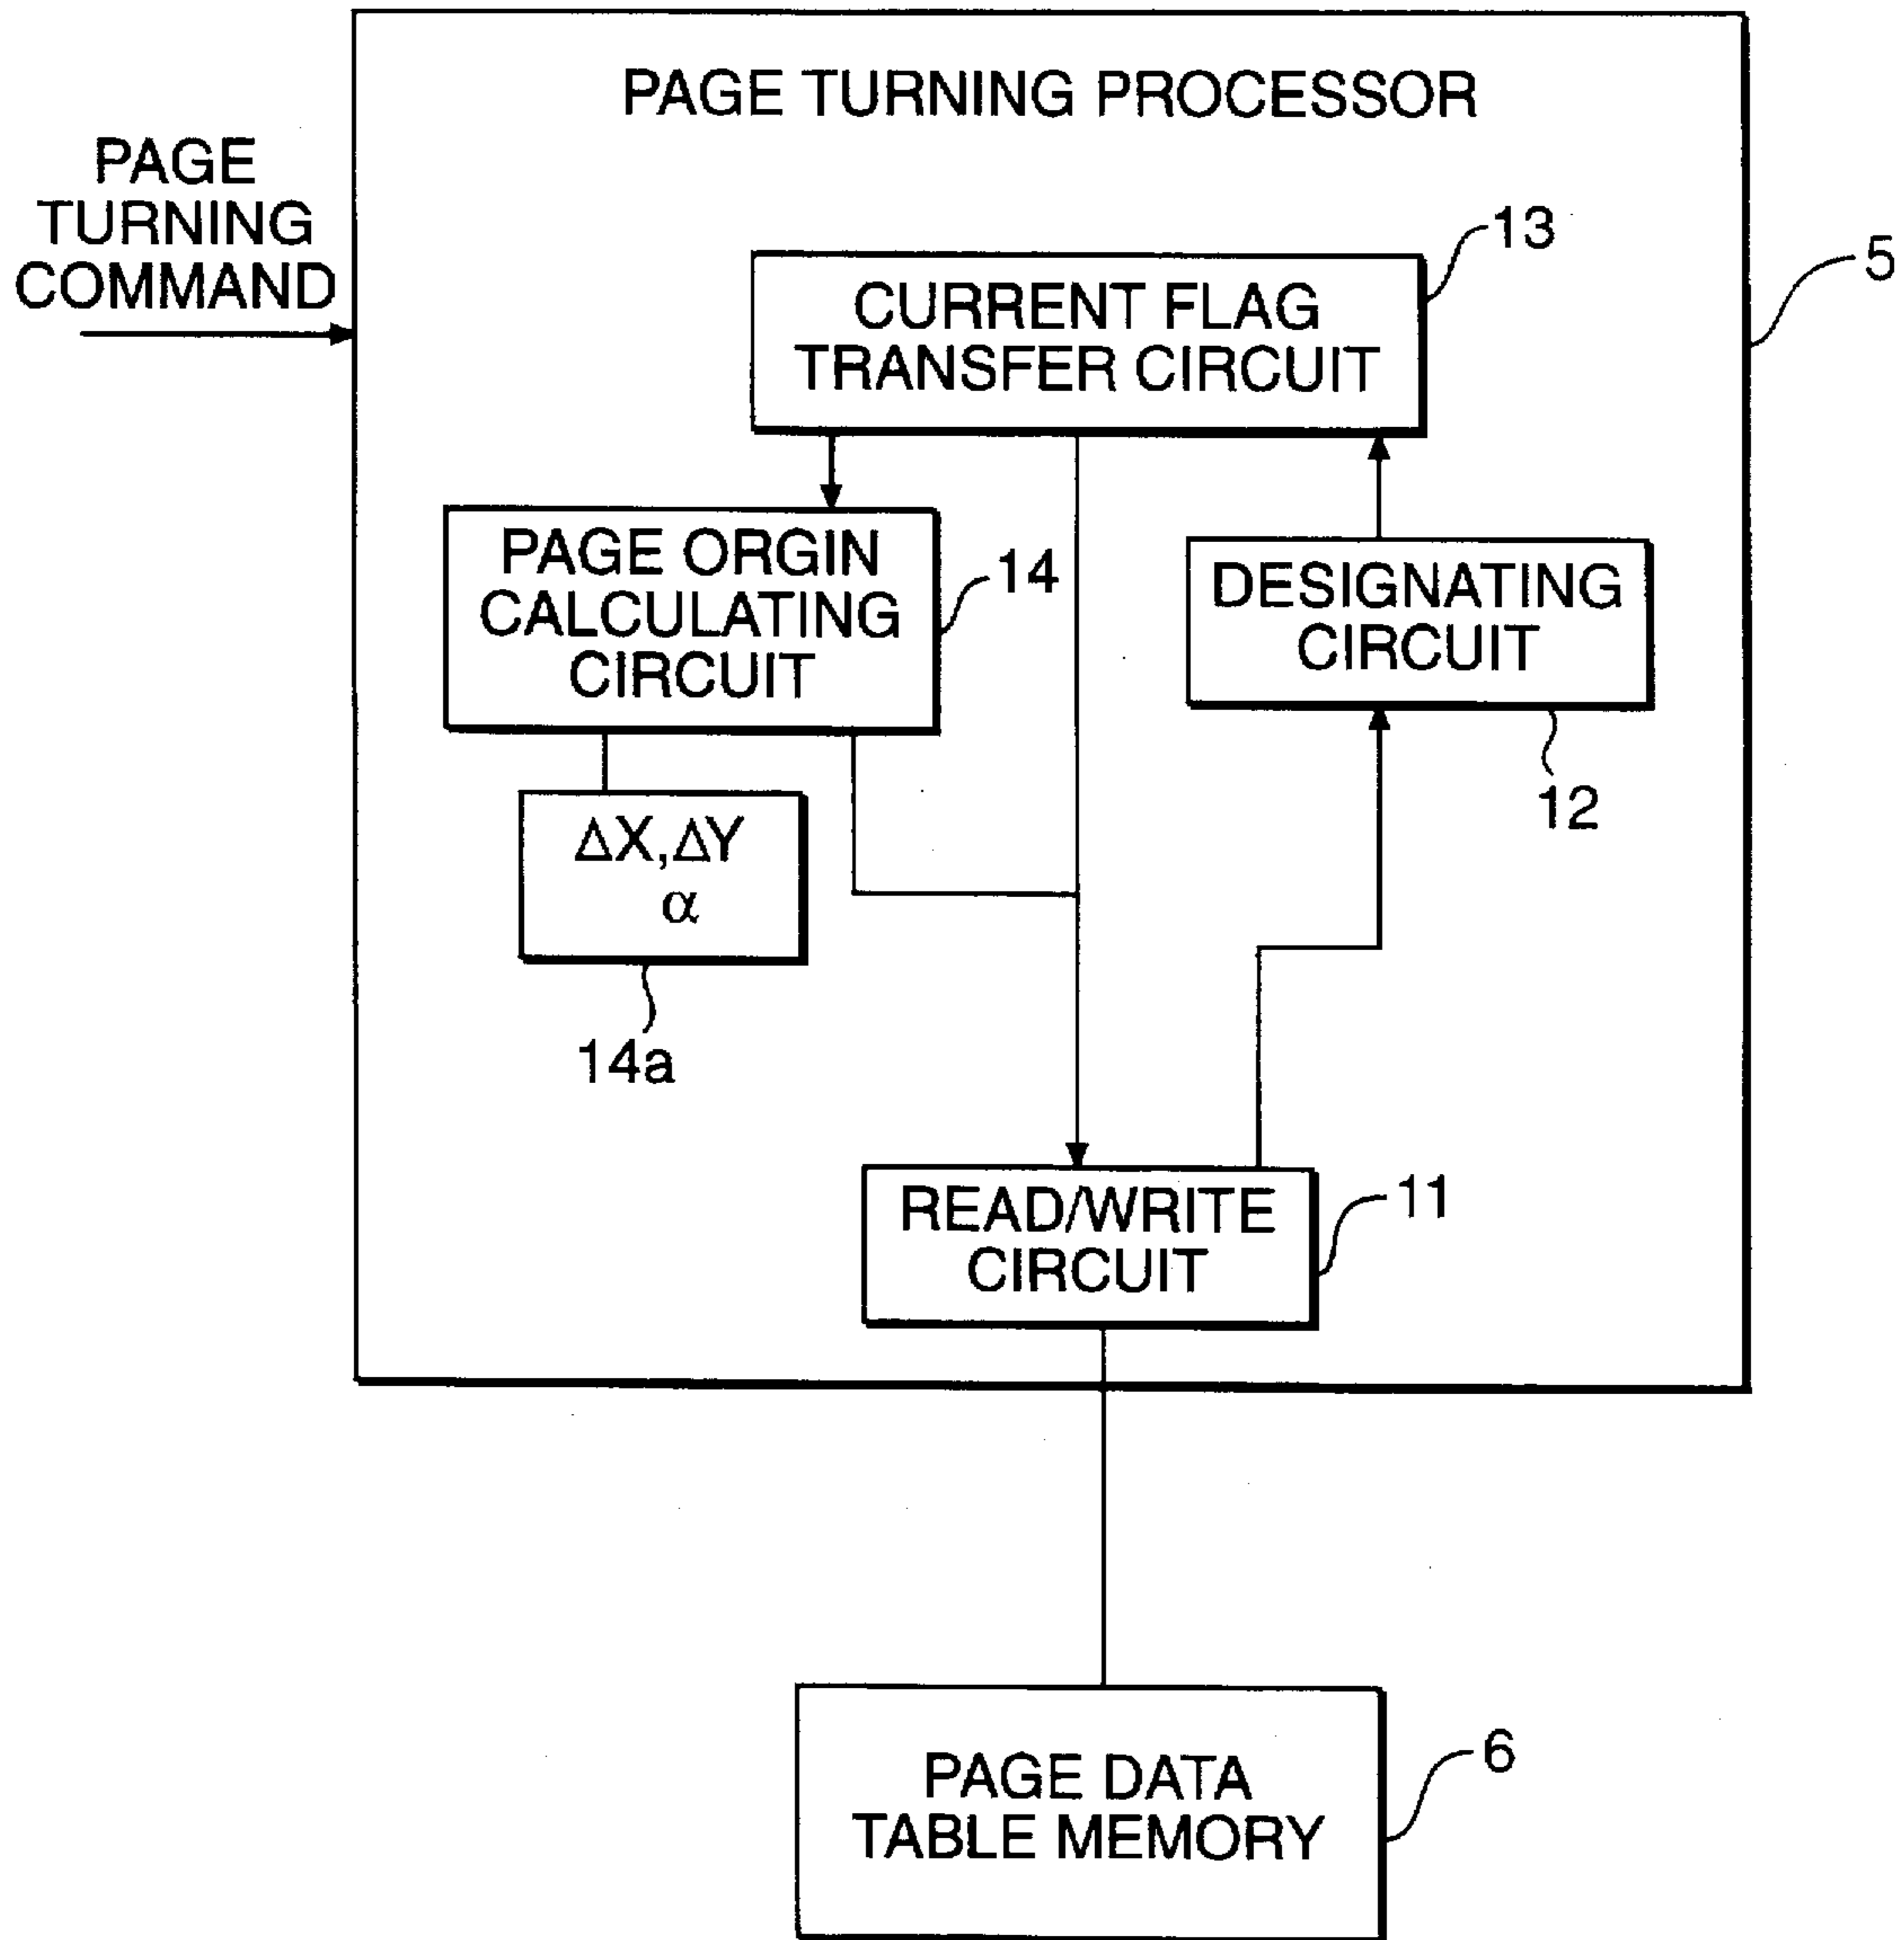 PAGE TURNING PROCESSOR
PAGE
TURNING
COMMAND
13
5
CURRENT FLAG
TRANSFER CIRCUIT
PAGE ORGIN
CALCULATING
CIRCUIT
14
DESIGNATING
CIRCUIT
12
ΔX,ΔY
α
14a
READ/WRITE
CIRCUIT
11
PAGE DATA
TABLE MEMORY
6